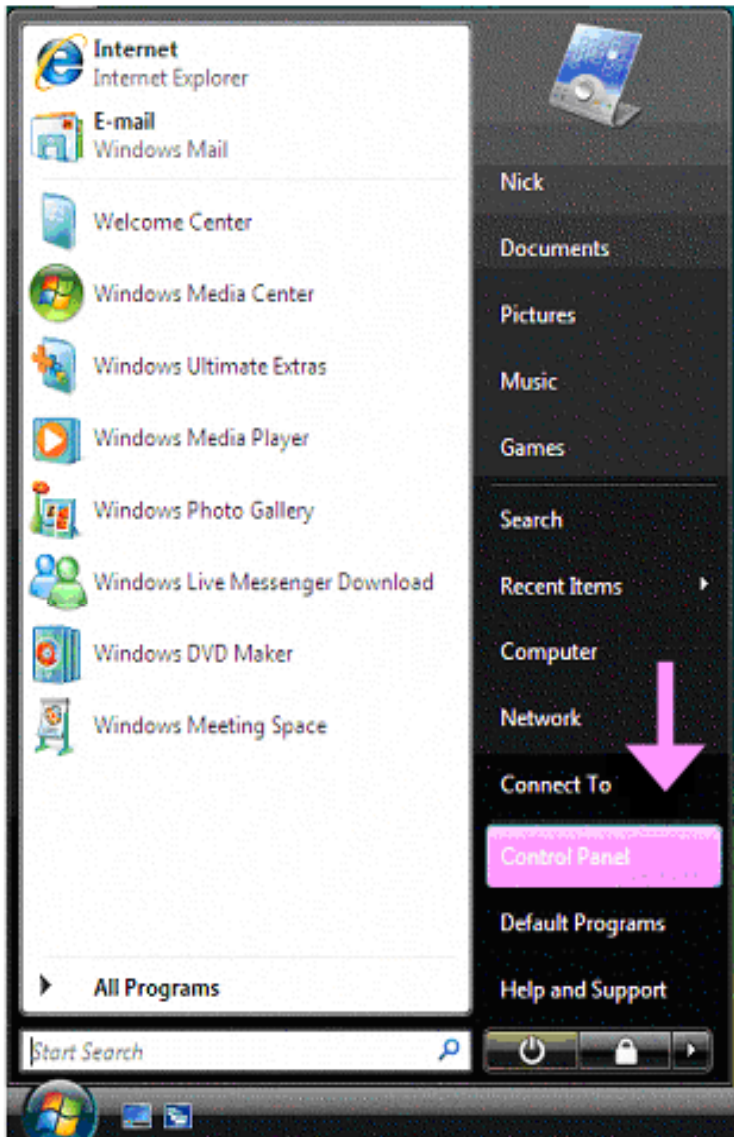 Internet
Internet Explorer
E-mail
Windows Mail
Welcome Center
Windows Media Center
Windows Ultimate Extras
Windows Media Player
Windows Photo Gallery
Windows Live Messenger Download
Windows DVD Maker
Windows Meeting Space
All Programs
Start Search
Nick
Documents
Pictures
Music
Games
Search
Recent Items
Computer
Network
Connect To
Control Panel
Default Programs
Help and Support